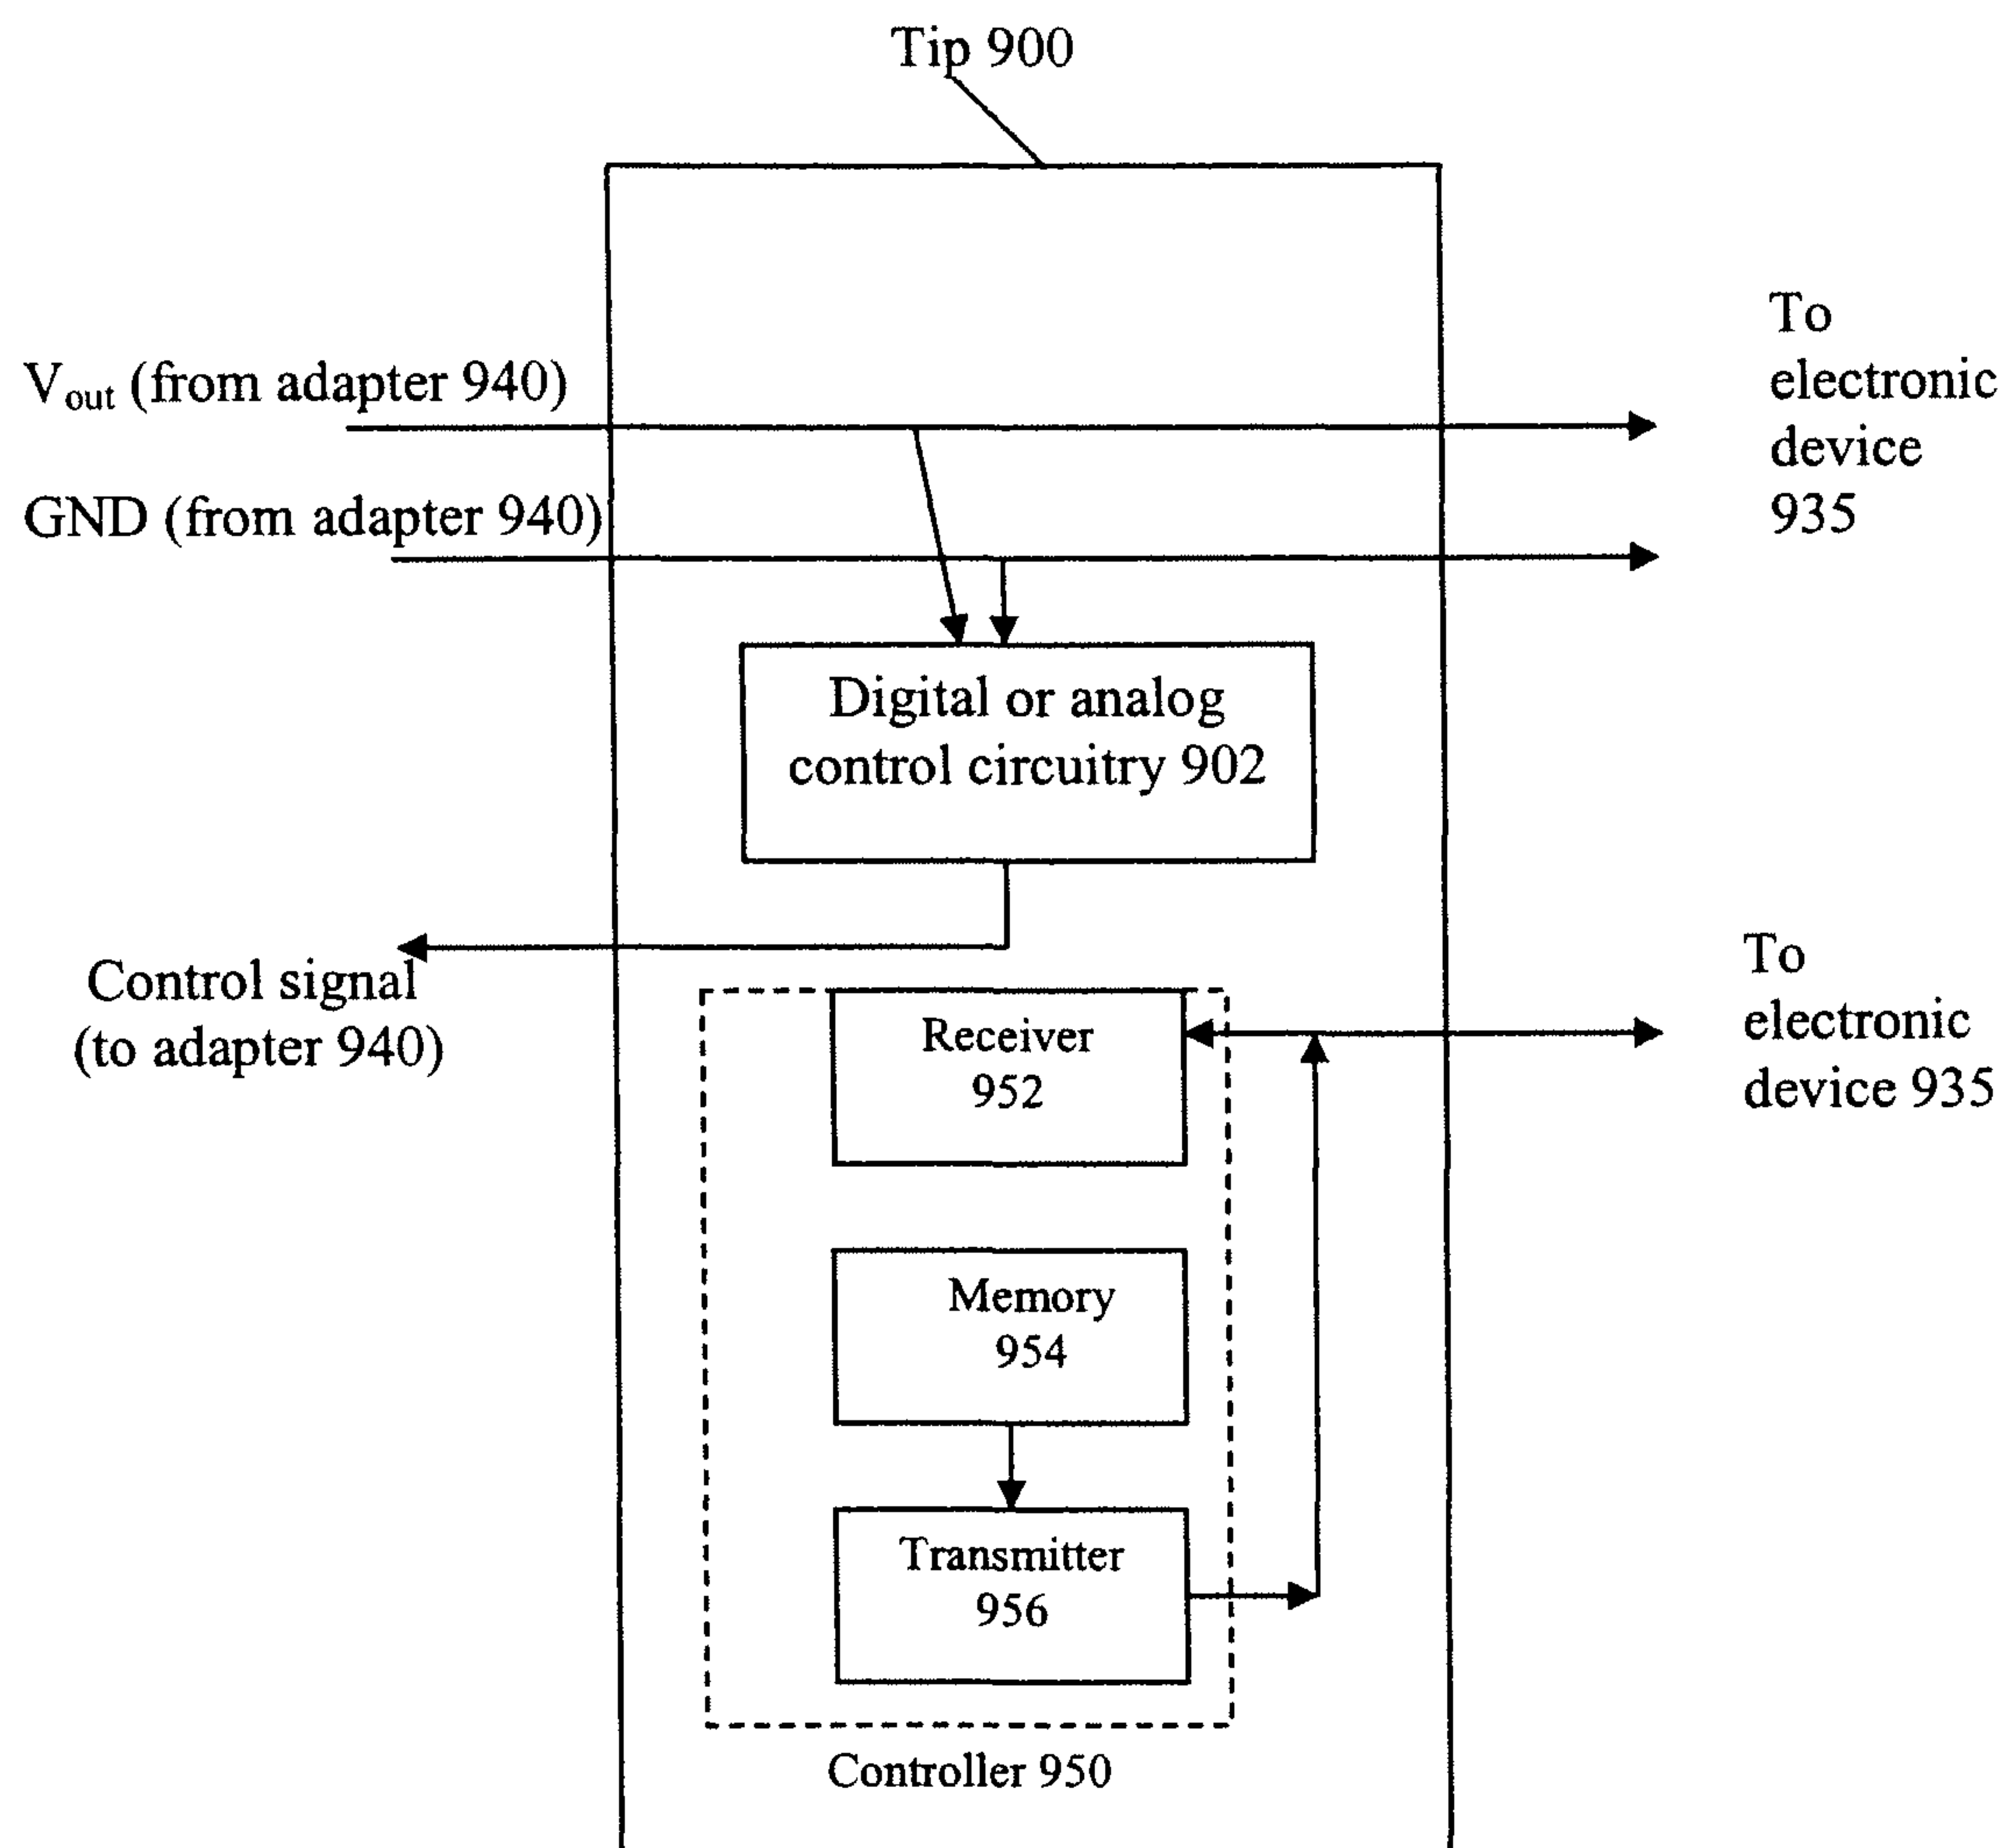 Tip 900
V_out (from adapter 940)
GND (from adapter 940)
To
electronic
device
935
Digital or analog
control circuitry 902
Control signal
(to adapter 940)
To
electronic
device 935
Receiver
952
Memory
954
Transmitter
956
Controller 950